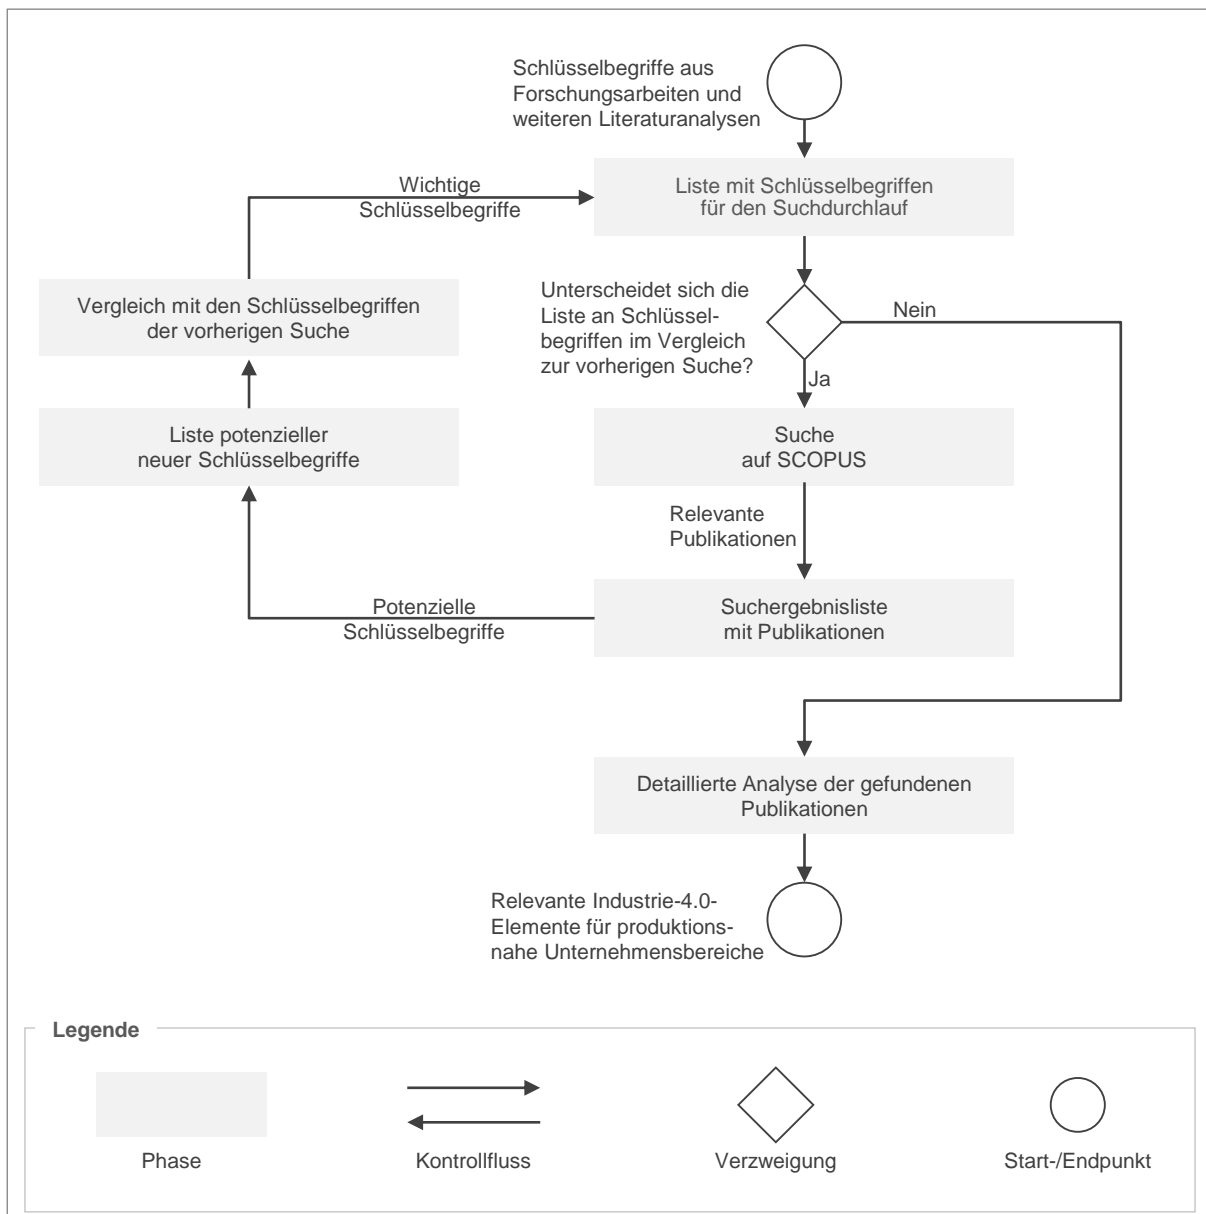 Schlüsselbegriffe aus
Forschungsarbeiten und
weiteren Literaturanalysen
Wichtige
Schlüsselbegriffe
Liste mit Schlüsselbegriffen
für den Suchdurchlauf
Vergleich mit den Schlüsselbegriffen
der vorherigen Suche
Unterscheidet sich die
Liste an Schlüssel-
begriffen im Vergleich
zur vorherigen Suche?
Nein
Ja
Liste potenzieller
neuer Schlüsselbegriffe
Suche
auf SCOPUS
Relevante
Publikationen
Potenzielle
Schlüsselbegriffe
Suchergebnisliste
mit Publikationen
Detaillierte Analyse der gefundenen
Publikationen
Relevante Industrie-4.0-
Elemente für produktions-
nahe Unternehmensbereiche
Legende
Phase
Kontrollfluss
Verzweigung
Start-/Endpunkt